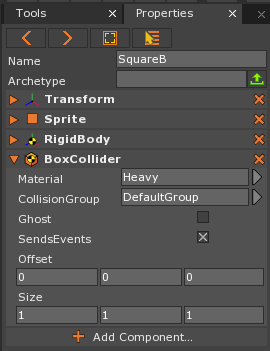 Tools Properties
Name SquareB
Archetype
Transform
Sprite
RigidBody
BoxCollider
Material Heavy
CollisionGroup DefaultGroup
Ghost
SendsEvents
Offset
0 0 0
Size
1 1 1
Add Component...